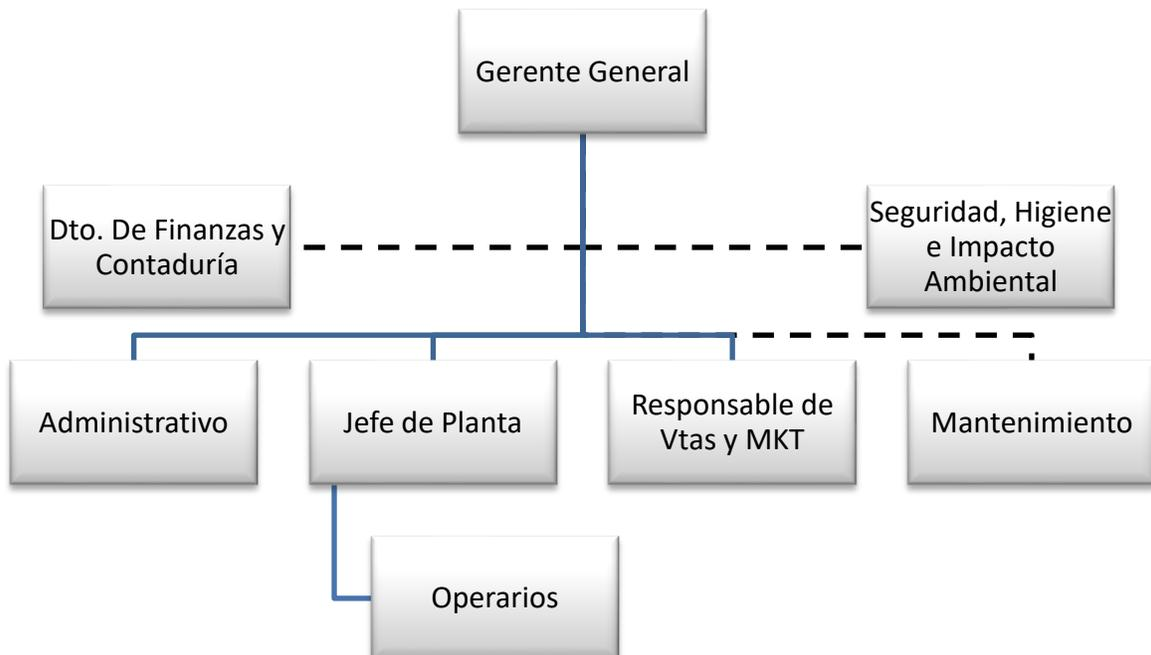 Gerente General
Dto. De Finanzas y
Contaduría
Seguridad, Higiene
e Impacto
Ambiental
Administrativo
Jefe de Planta
Responsable de
Vtas y MKT
Mantenimiento
Operarios